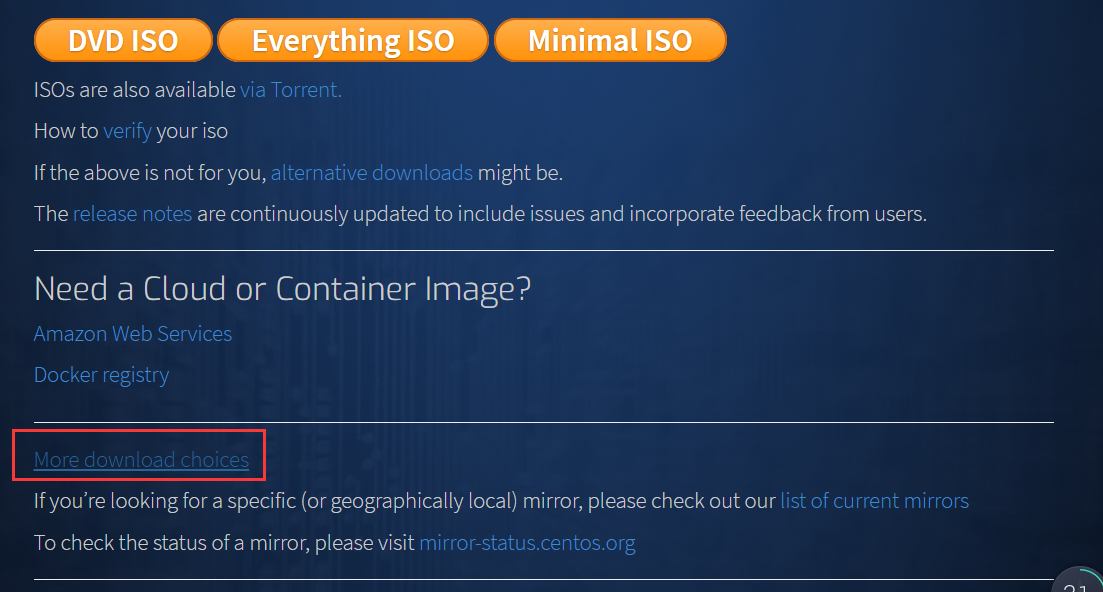 DVD ISO Everything ISO Minimal ISO
ISOs are also available via Torrent.
How to verify your iso
If the above is not for you, alternative downloads might be.
The release notes are continuously updated to include issues and incorporate feedback from users.
Need a Cloud or Container Image?
Amazon Web Services
Docker registry
More download choices
If you’re looking for a specific (or geographically local) mirror, please check out our list of current mirrors
To check the status of a mirror, please visit mirror-status.centos.org